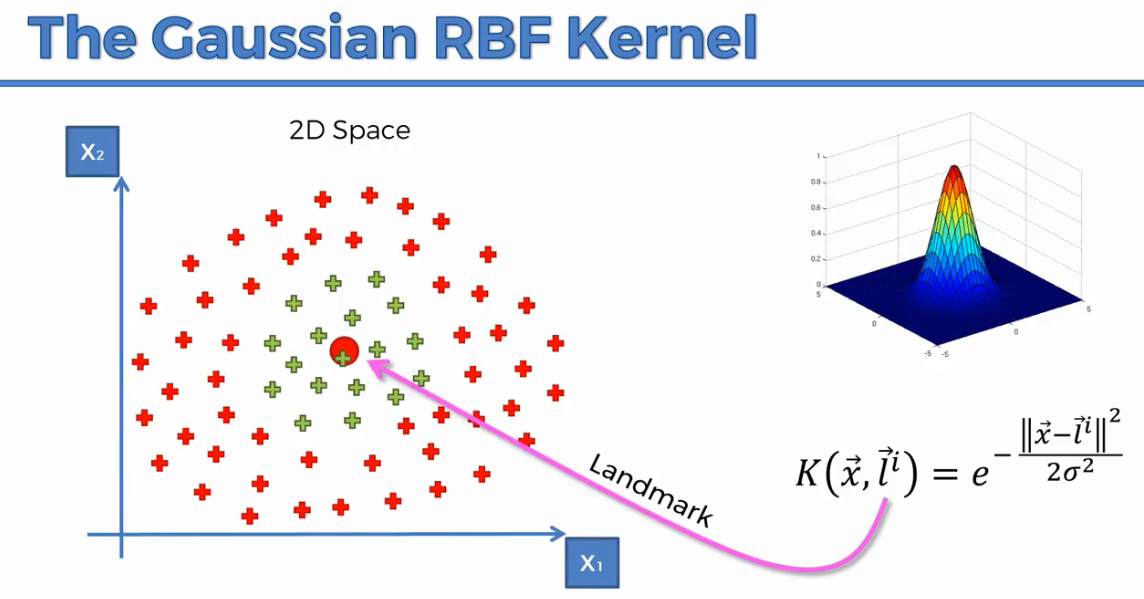 The Gaussian RBF Kernel
2D Space
X₂
1
0.8
0.6
0.4
0.2
0
5
0
-5
-5
0
5
Landmark
K(x⃗, l⃗ⁱ) = e^(-‖x⃗−l⃗ⁱ‖²/2σ²)
X₁